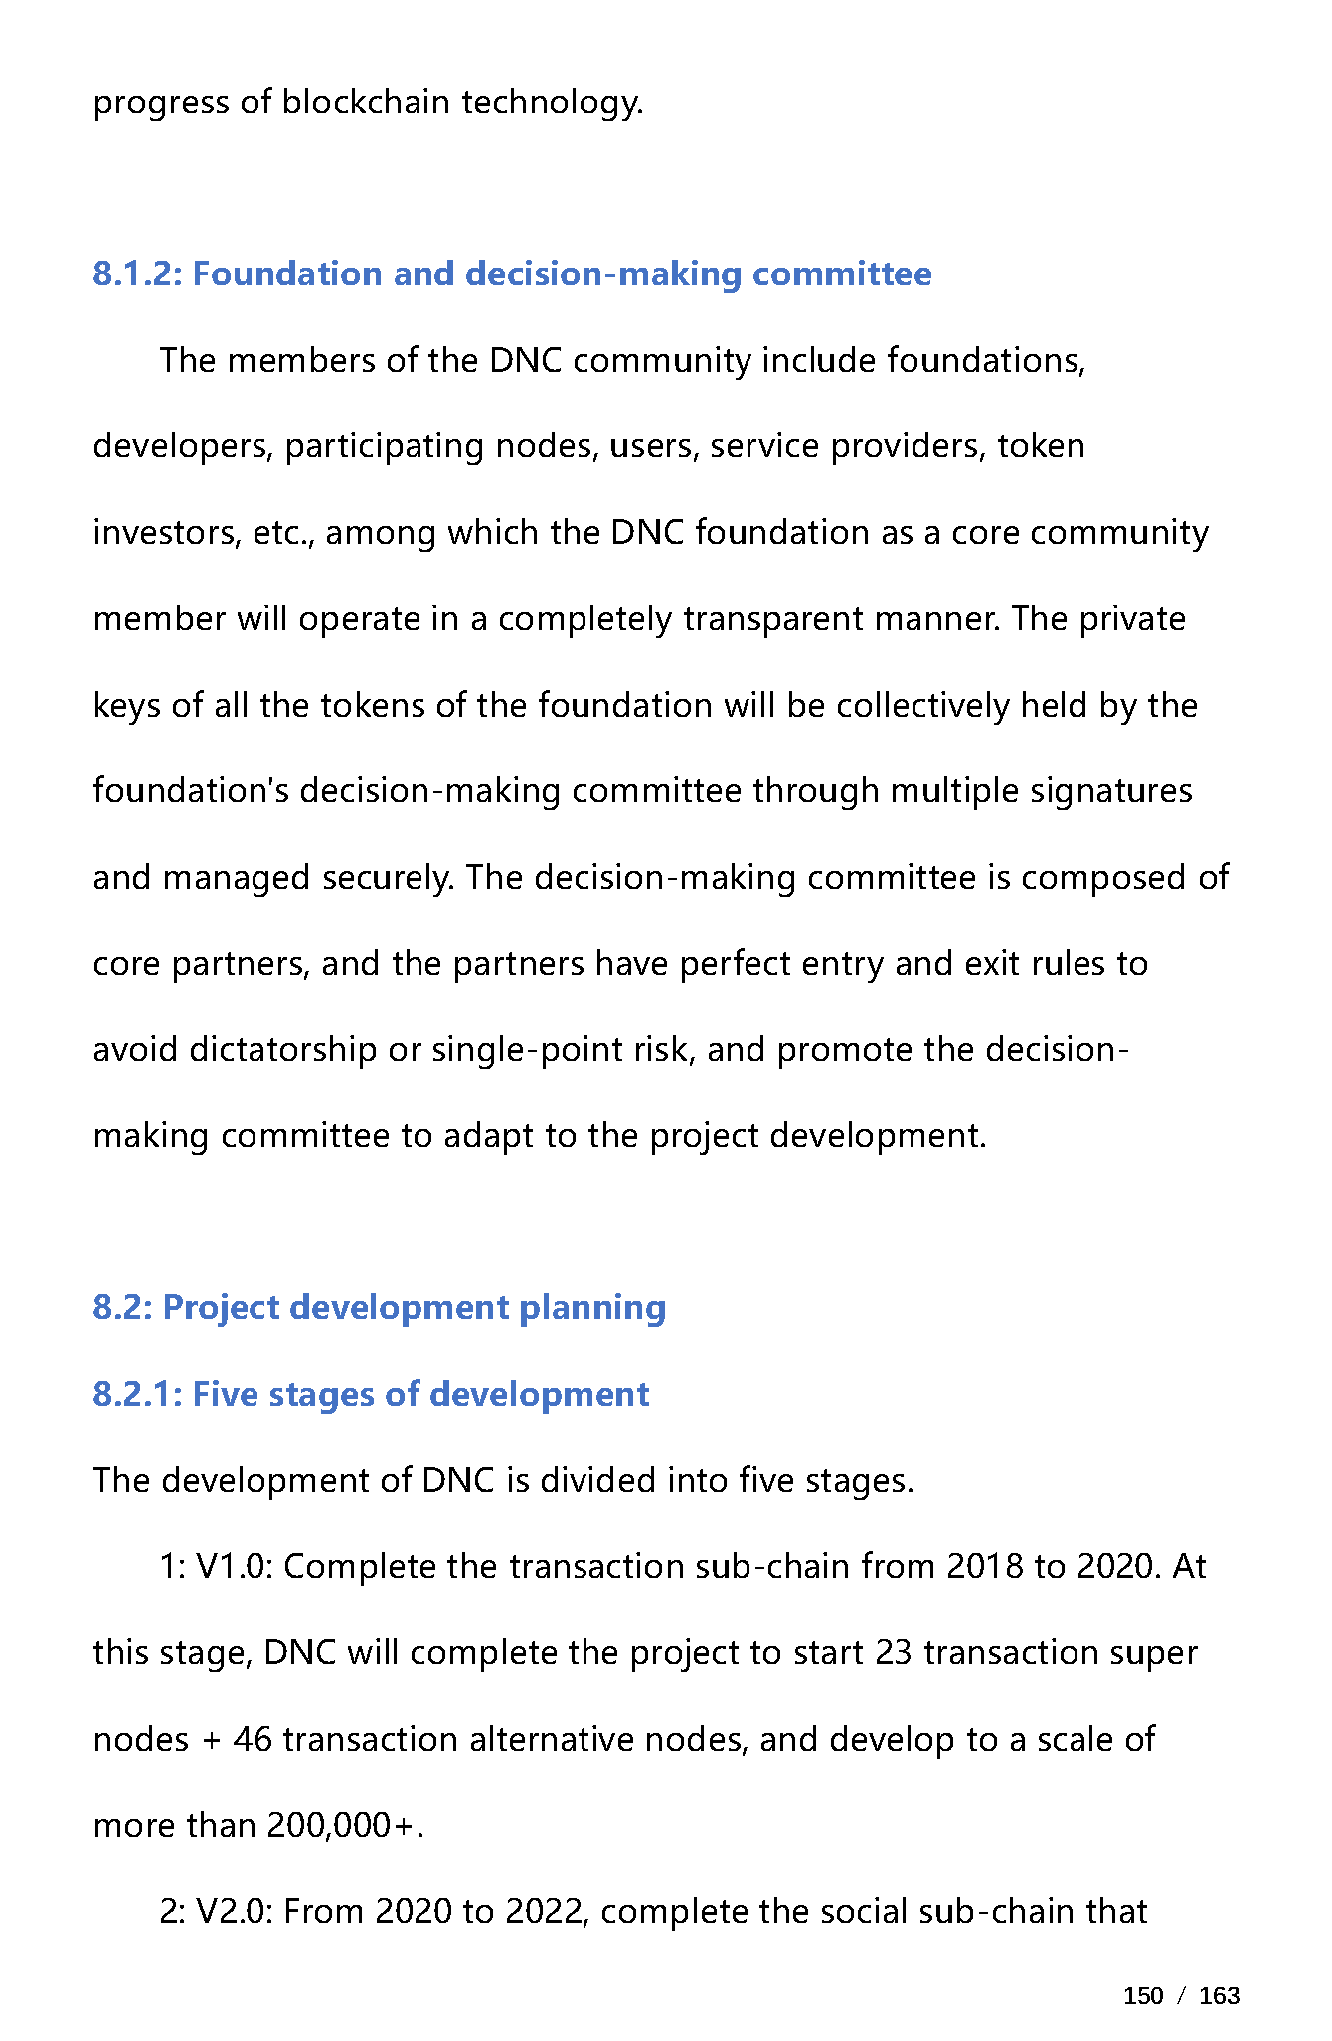 progress of blockchain technology.
8.1.2: Foundation and decision-making committee
The members of the DNC community include foundations,
developers, participating nodes, users, service providers, token
investors, etc., among which the DNC foundation as a core community
member will operate in a completely transparent manner. The private
keys of all the tokens of the foundation will be collectively held by the
foundation's decision-making committee through multiple signatures
and managed securely. The decision-making committee is composed of
core partners, and the partners have perfect entry and exit rules to
avoid dictatorship or single-point risk, and promote the decision-
making committee to adapt to the project development.
8.2: Project development planning
8.2.1: Five stages of development
The development of DNC is divided into five stages.
1: V1.0: Complete the transaction sub-chain from 2018 to 2020. At
this stage, DNC will complete the project to start 23 transaction super
nodes + 46 transaction alternative nodes, and develop to a scale of
more than 200,000+.
2: V2.0: From 2020 to 2022, complete the social sub-chain that
150 / 163